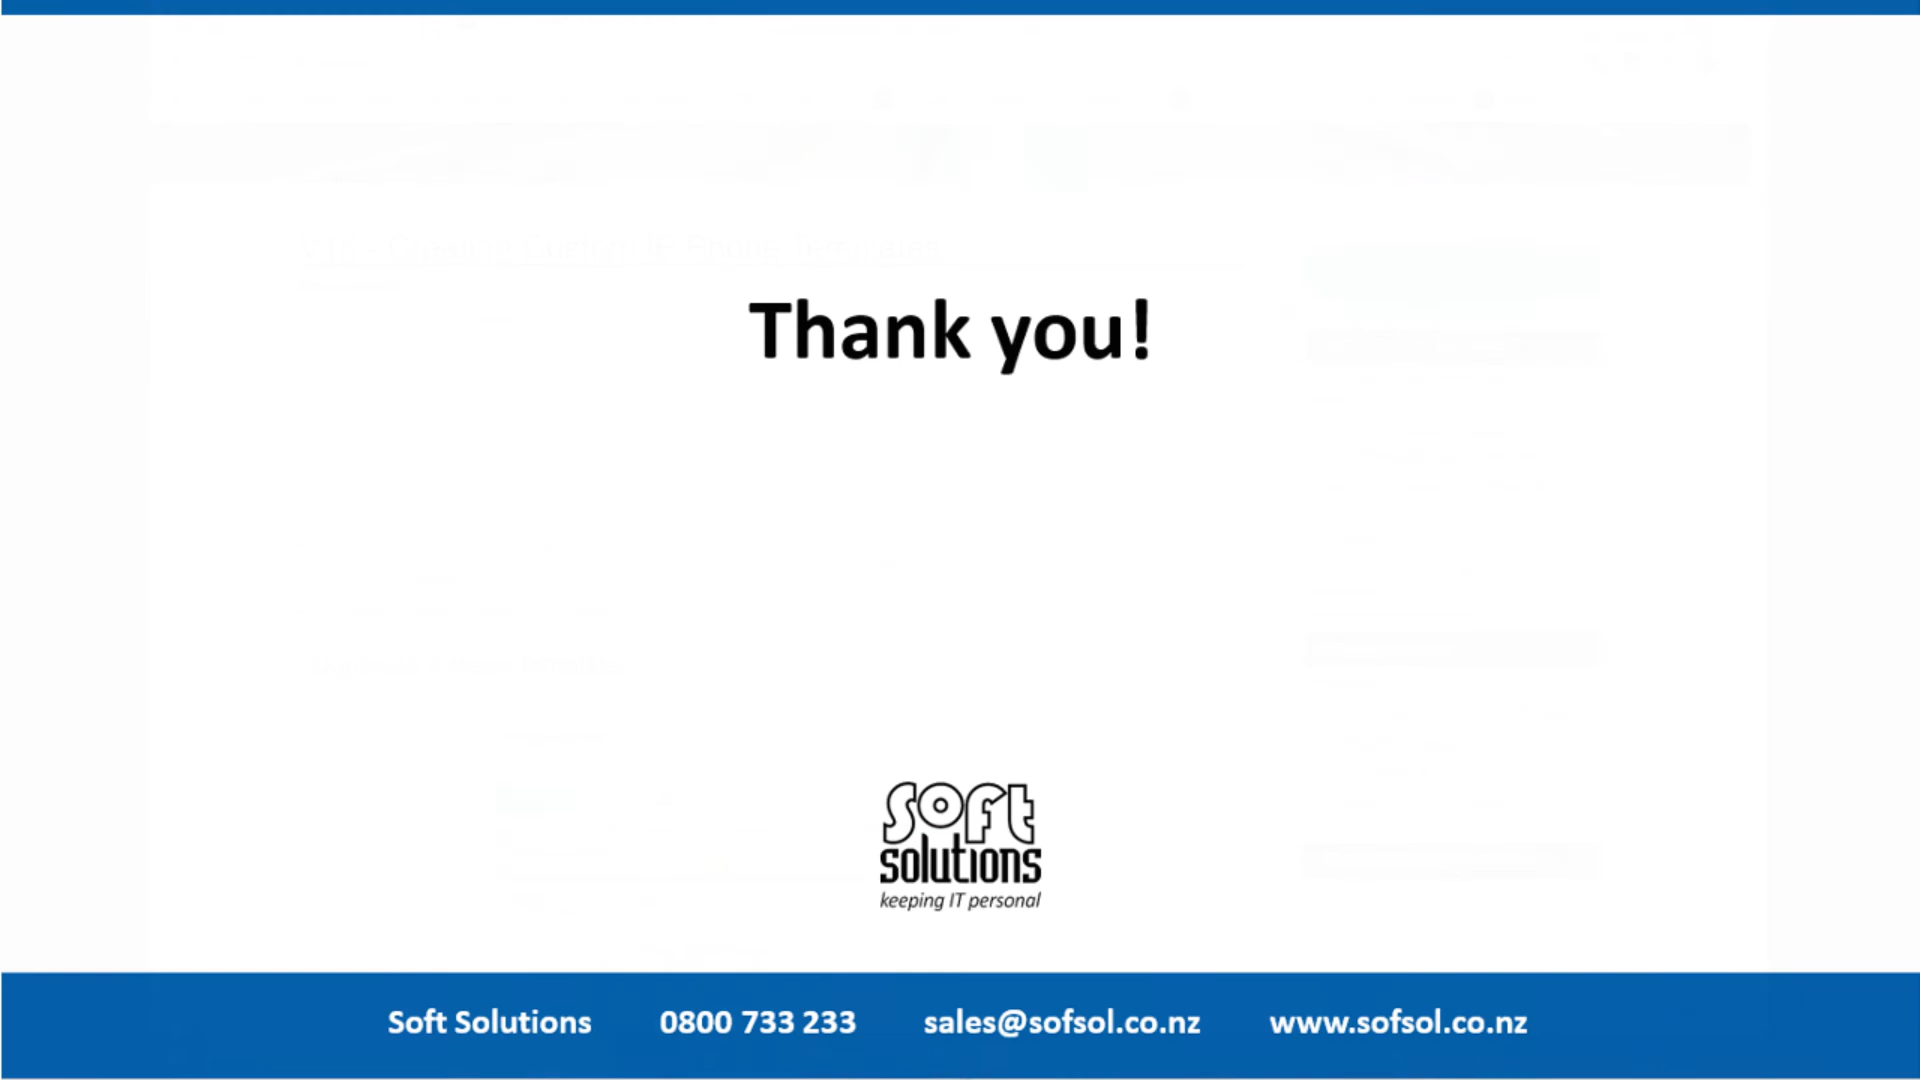 Thank you!
soft
solutions
keeping IT personal
Soft Solutions 0800 733 233 sales@sofsol.co.nz www.sofsol.co.nz